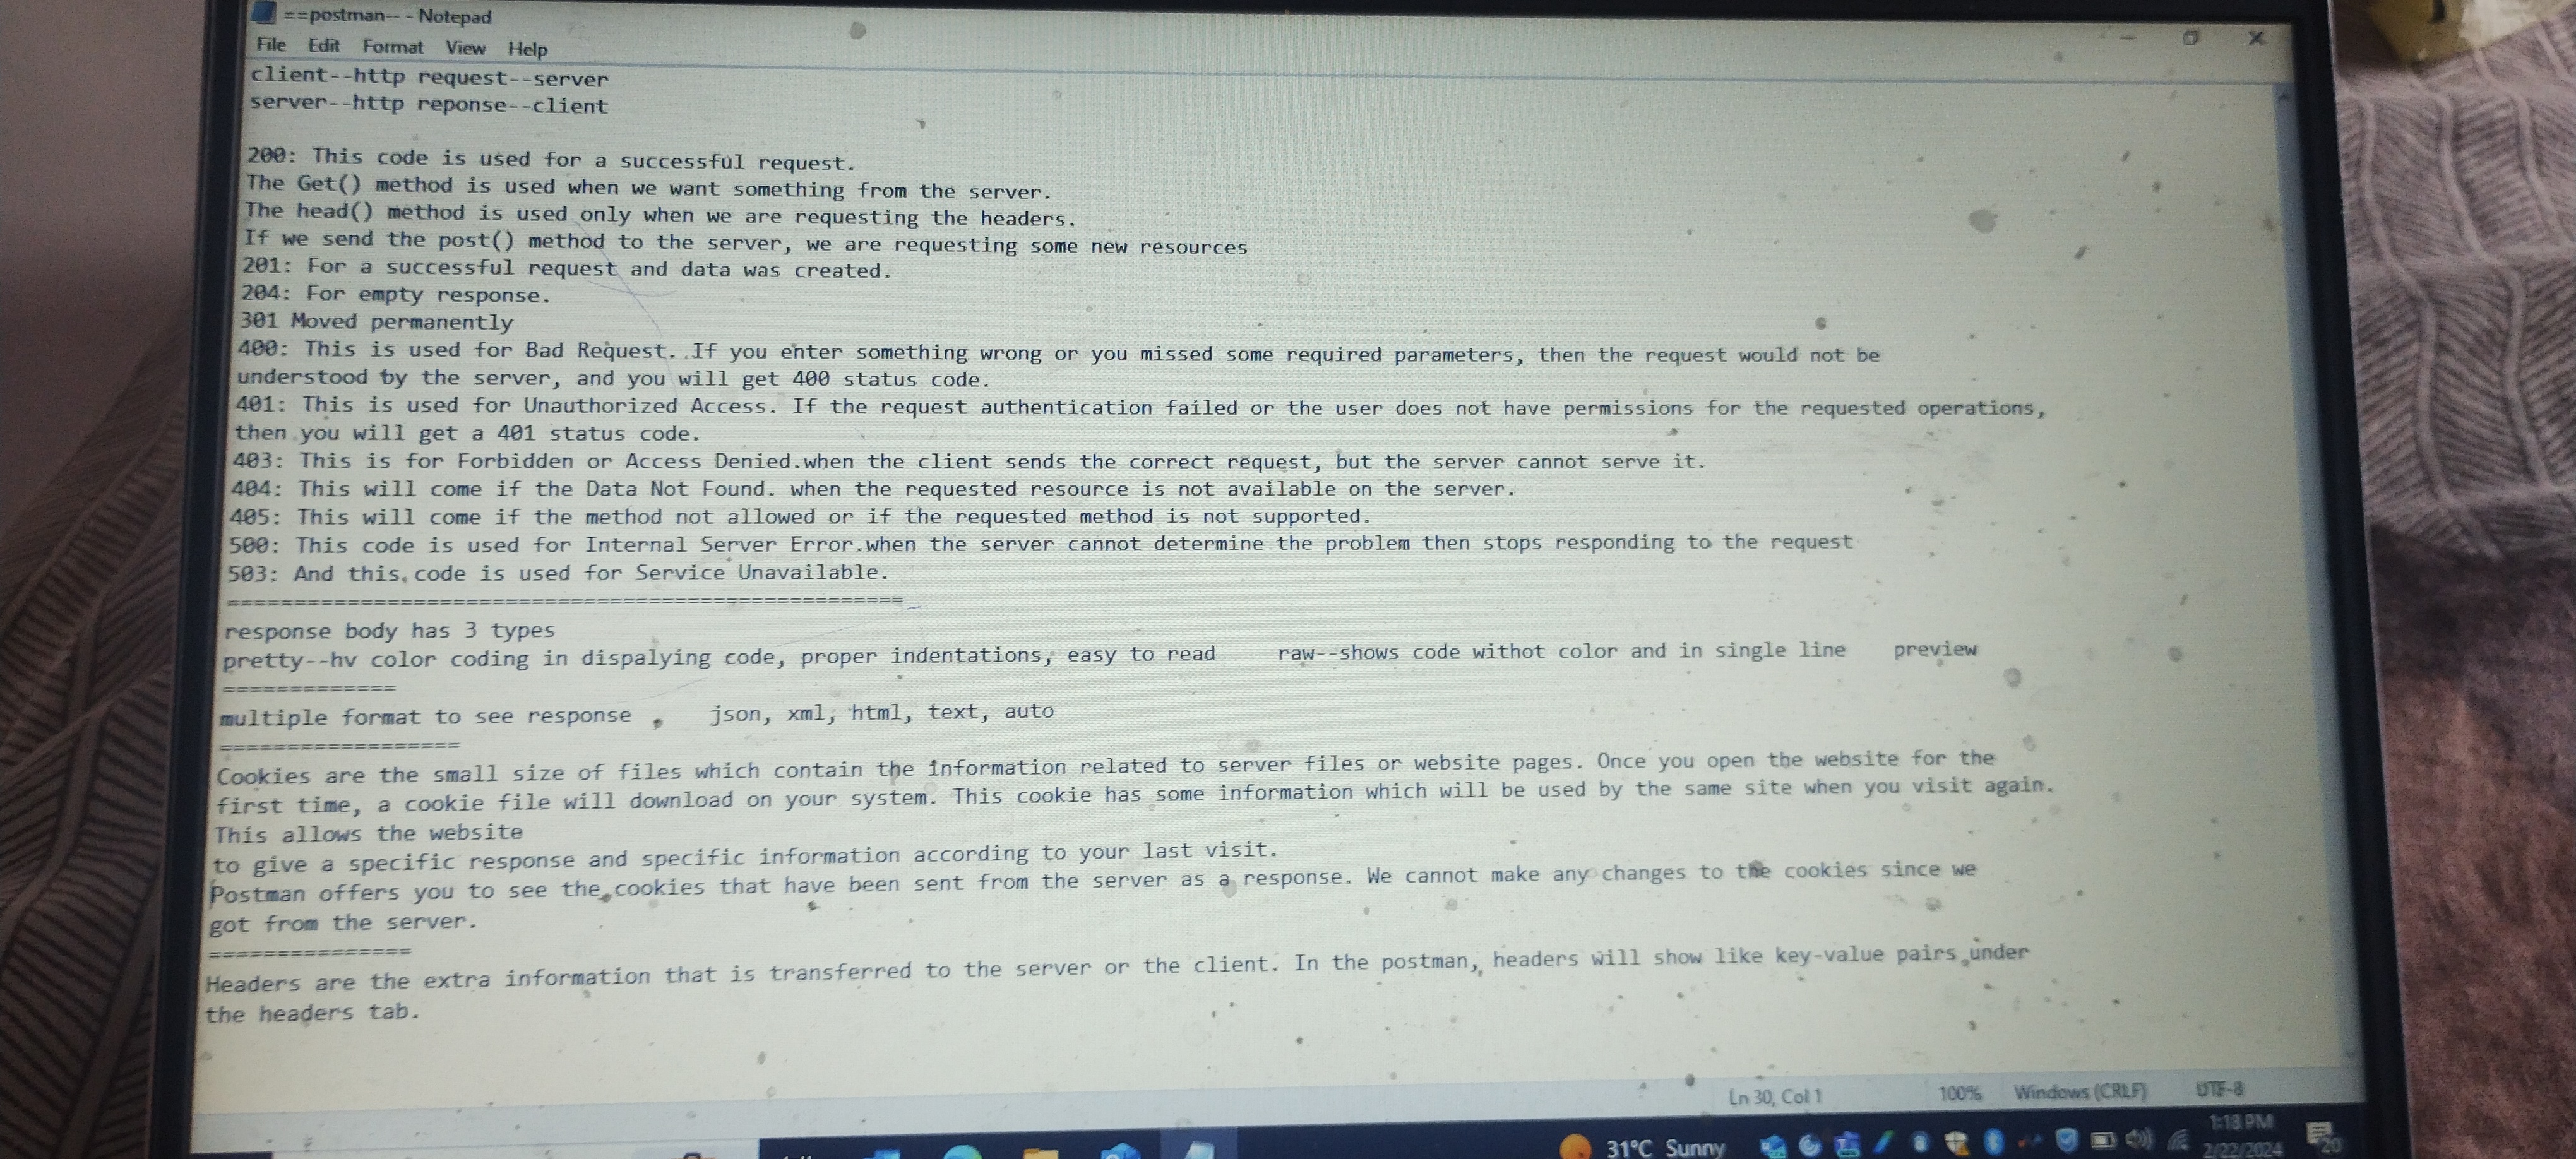 ==postman-- - Notepad
File Edit Format View Help
client--http request--server
server--http reponse--client
200: This code is used for a successful request.
The Get() method is used when we want something from the server.
The head() method is used only when we are requesting the headers.
If we send the post() method to the server, we are requesting some new resources
201: For a successful request and data was created.
204: For empty response.
301 Moved permanently
400: This is used for Bad Request. If you enter something wrong or you missed some required parameters, then the request would not be
understood by the server, and you will get 400 status code.
401: This is used for Unauthorized Access. If the request authentication failed or the user does not have permissions for the requested operations,
then you will get a 401 status code.
403: This is for Forbidden or Access Denied.when the client sends the correct request, but the server cannot serve it.
404: This will come if the Data Not Found. when the requested resource is not available on the server.
405: This will come if the method not allowed or if the requested method is not supported.
500: This code is used for Internal Server Error.when the server cannot determine the problem then stops responding to the request
503: And this code is used for Service Unavailable.
===================================================
response body has 3 types
pretty--hv color coding in dispalying code, proper indentations, easy to read raw--shows code withot color and in single line preview
=============
multiple format to see response , json, xml, html, text, auto
==================
Cookies are the small size of files which contain the information related to server files or website pages. Once you open the website for the
first time, a cookie file will download on your system. This cookie has some information which will be used by the same site when you visit again.
This allows the website
to give a specific response and specific information according to your last visit.
Postman offers you to see the cookies that have been sent from the server as a response. We cannot make any changes to the cookies since we
got from the server.
===============
Headers are the extra information that is transferred to the server or the client. In the postman, headers will show like key-value pairs under
the headers tab.
Ln 30, Col 1 100% Windows (CRLF) UTF-8
31°C Sunny
1:18 PM
2/22/2024
20